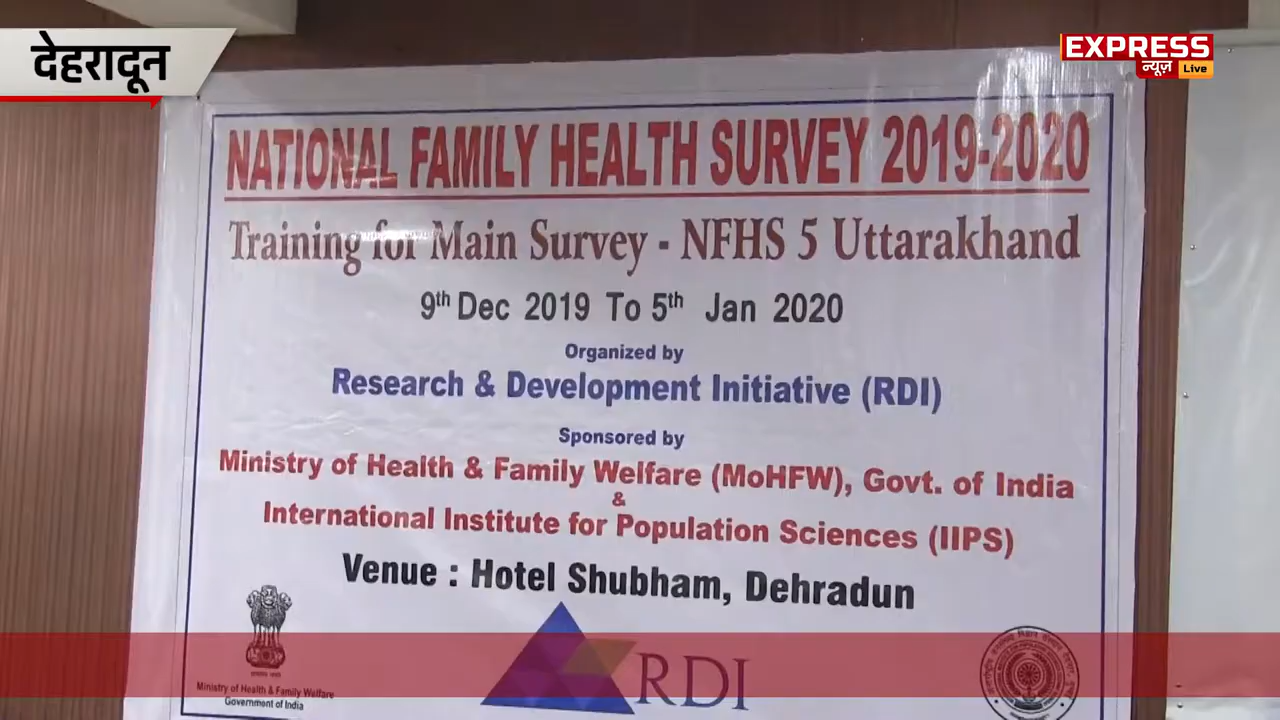 देहरादून
EXPRESS
न्यूज़ Live
NATIONAL FAMILY HEALTH SURVEY 2019-2020
Training for Main Survey - NFHS 5 Uttarakhand
9th Dec 2019 To 5th Jan 2020
Organized by
Research & Development Initiative (RDI)
Sponsored by
Ministry of Health & Family Welfare (MoHFW), Govt. of India
&
International Institute for Population Sciences (IIPS)
Venue : Hotel Shubham, Dehradun
Ministry of Health & Family Welfare
Government of India
RDI